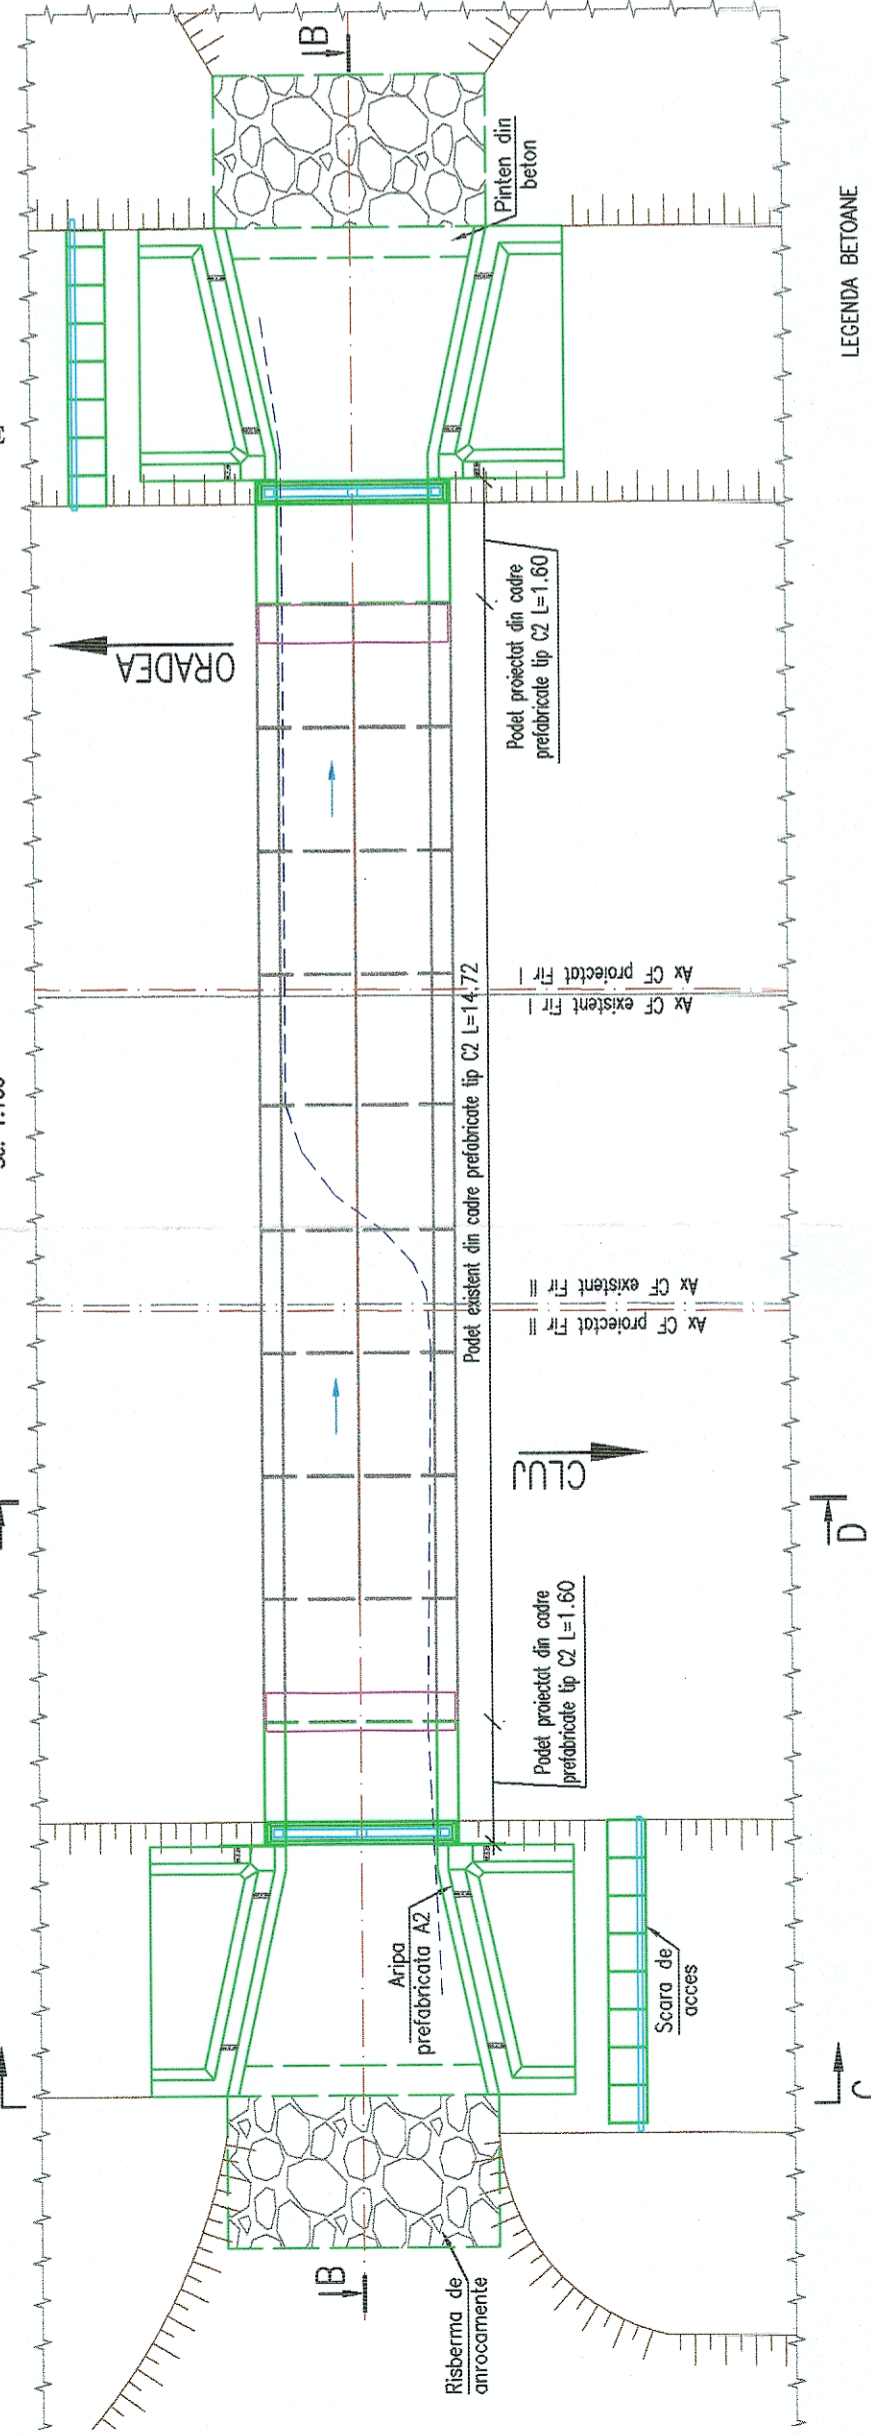 B
Pinten din
beton
LEGENDA BETOANE
ORADEA
Podet proiectat din cadre
prefabricate tip C2 L=1.60
Ax CF proiectat Fir I
Ax CF existent Fir I
Podet existent din cadre prefabricate tip C2 L=14.72
Ax CF existent Fir II
Ax CF proiectat Fir II
CLUJ
D
Podet proiectat din cadre
prefabricate tip C2 L=1.60
Aripa
prefabricata A2
Scara de
acces
C
B
Risberma de
anrocamente